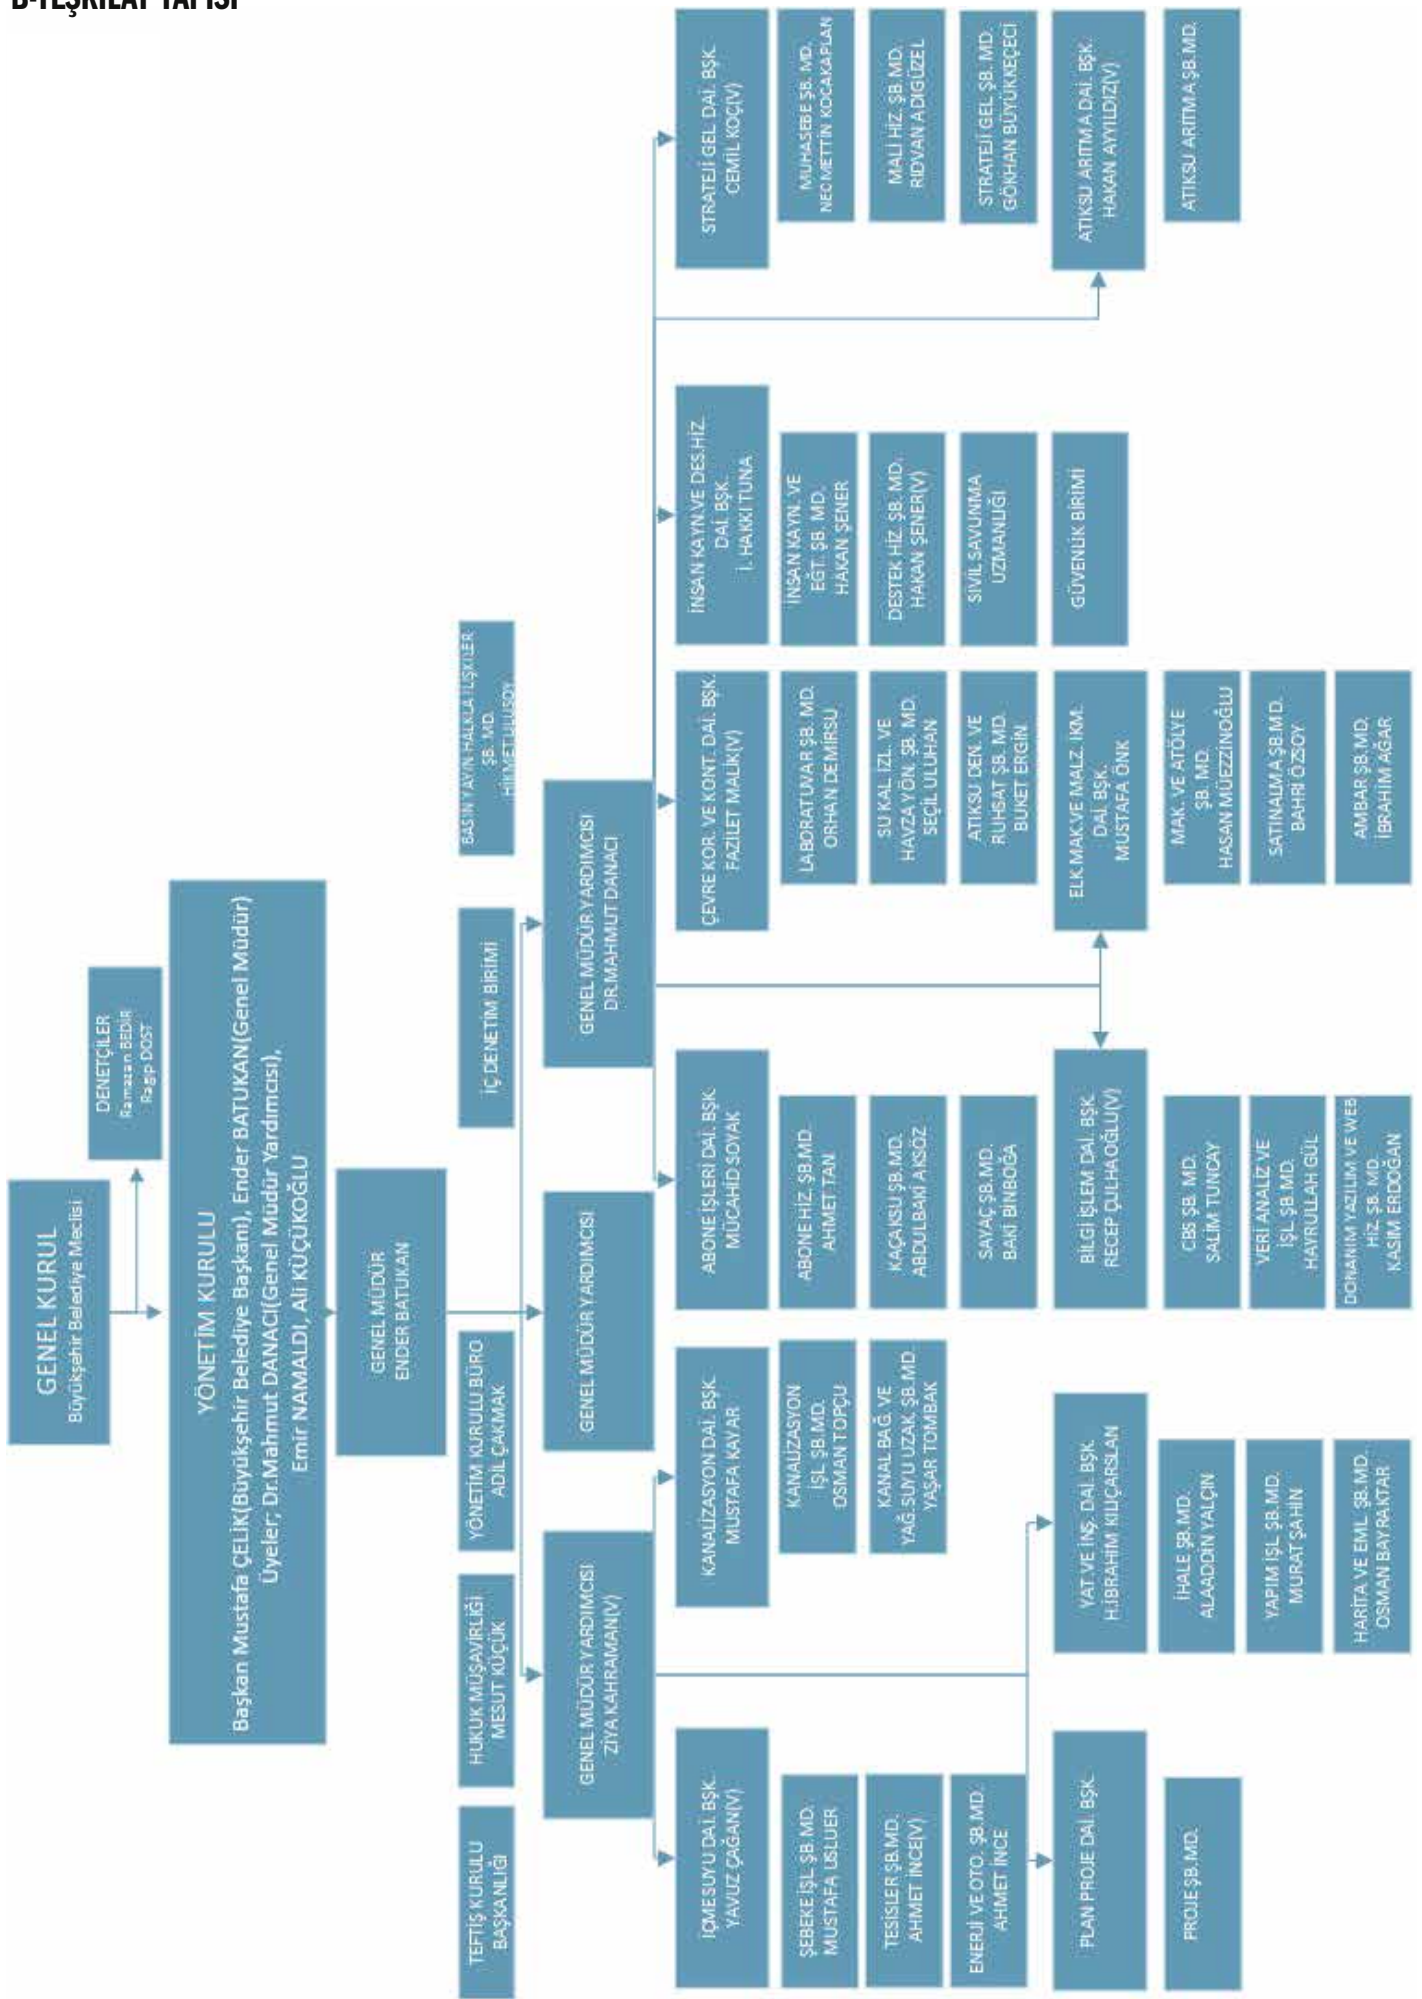 B-TEŞKİLAT YAPISI
GENEL KURUL
Büyükşehir Belediye Meclisi
DENETÇİLER
Ramazan BEDİR
Ragıp DOST
YÖNETİM KURULU
Başkan Mustafa ÇELİK(Büyükşehir Belediye Başkanı), Ender BATUKAN(Genel Müdür)
Üyeler; Dr.Mahmut DANACI(Genel Müdür Yardımcısı),
Emir NAMALDI, Ali KÜÇÜKOĞLU
GENEL MÜDÜR
ENDER BATUKAN
TEFTİŞ KURULU
BAŞKANLIĞI
HUKUK MÜŞAVİRLİĞİ
MESUT KÜÇÜK
YÖNETİM KURULU BÜRO
ADİL ÇAKMAK
İÇ DENETİM BİRİMİ
BASIN YAYIN HALKLA İLİŞKİLER
ŞB. MD.
HİKMET ULUSOY
GENEL MÜDÜR YARDIMCISI
ZİYA KAHRAMAN(V)
GENEL MÜDÜR YARDIMCISI
GENEL MÜDÜR YARDIMCISI
DR.MAHMUT DANACI
İÇMESUYU DAİ. BŞK.
YAVUZ ÇAĞAN(V)
ŞEBEKE İŞL.ŞB.MD.
MUSTAFA USLUER
TESİSLER ŞB.MD.
AHMET İNCE(V)
ENERJİ VE OTO. ŞB.MD.
AHMET İNCE
PLAN PROJE DAİ. BŞK.
PROJE ŞB.MD.
KANALİZASYON DAİ. BŞK.
MUSTAFA KAYAR
KANALİZASYON
İŞL. ŞB.MD.
OSMAN TOPÇU
KANAL BAĞ. VE
YAĞ.SUYU UZAK. ŞB.MD
YAŞAR TOMBAK
YAT. VE İNŞ. DAİ. BŞK.
H.İBRAHİM KILIÇARSLAN
İHALE ŞB.MD.
ALAADDİN YALÇIN
YAPIM İŞL. ŞB.MD.
MURAT ŞAHİN
HARİTA VE EML. ŞB.MD.
OSMAN BAYRAKTAR
ABONE İŞLERİ DAİ. BŞK.
MÜCAHİD SOYAK
ABONE HİZ. ŞB.MD.
AHMET TAN
KAÇAKSU ŞB.MD.
ABDULBAKİ AKSÖZ
SAYAÇ ŞB.MD.
BAKİ BİNBOĞA
BİLGİ İŞLEM DAİ. BŞK.
RECEP ÇULHAOĞLU(V)
CBS ŞB. MD.
SALİM TUNCAY
VERİ ANALİZ VE
İŞL ŞB.MD.
HAYRULLAH GÜL
DONANIM YAZILIM VE WEB
HİZ. ŞB. MD.
KASIM ERDOĞAN
ÇEVRE KOR. VE KONT. DAİ. BŞK.
FAZİLET MALİK(V)
LABORATUVAR ŞB. MD.
ORHAN DEMİRSU
SU KAL. İZL. VE
HAVZA YÖN. ŞB. MD.
SEÇİL ULUHAN
ATIKSU DEN. VE
RUHSAT ŞB. MD.
BUKET ERGİN
ELK.MAK.VE MALZ. İKM.
DAİ. BŞK.
MUSTAFA ÖNK
MAK. VE ATÖLYE
ŞB. MD.
HASAN MÜEZZİNOĞLU
SATINALMA ŞB.MD.
BAHRİ ÖZSOY
AMBAR ŞB.MD.
İBRAHİM AĞAR
İNSAN KAYN.VE DES.HİZ.
DAİ. BŞK.
İ. HAKKI TUNA
İNSAN KAYN. VE
EĞT. ŞB. MD.
HAKAN ŞENER
DESTEK HİZ. ŞB. MD.
HAKAN ŞENER(V)
SİVİL SAVUNMA
UZMANLIĞI
GÜVENLİK BİRİMİ
STRATEJİ GEL. DAİ. BŞK.
CEMİL KOÇ(V)
MUHASEBE ŞB. MD.
NECMETTİN KOCAKAPLAN
MALİ HİZ. ŞB. MD.
RIDVAN ADIGÜZEL
STRATEJİ GEL ŞB. MD.
GÖKHAN BÜYÜKKEÇECİ
ATIKSU ARITMA DAİ. BŞK.
HAKAN AYYILDIZ(V)
ATIKSU ARITMA ŞB.MD.